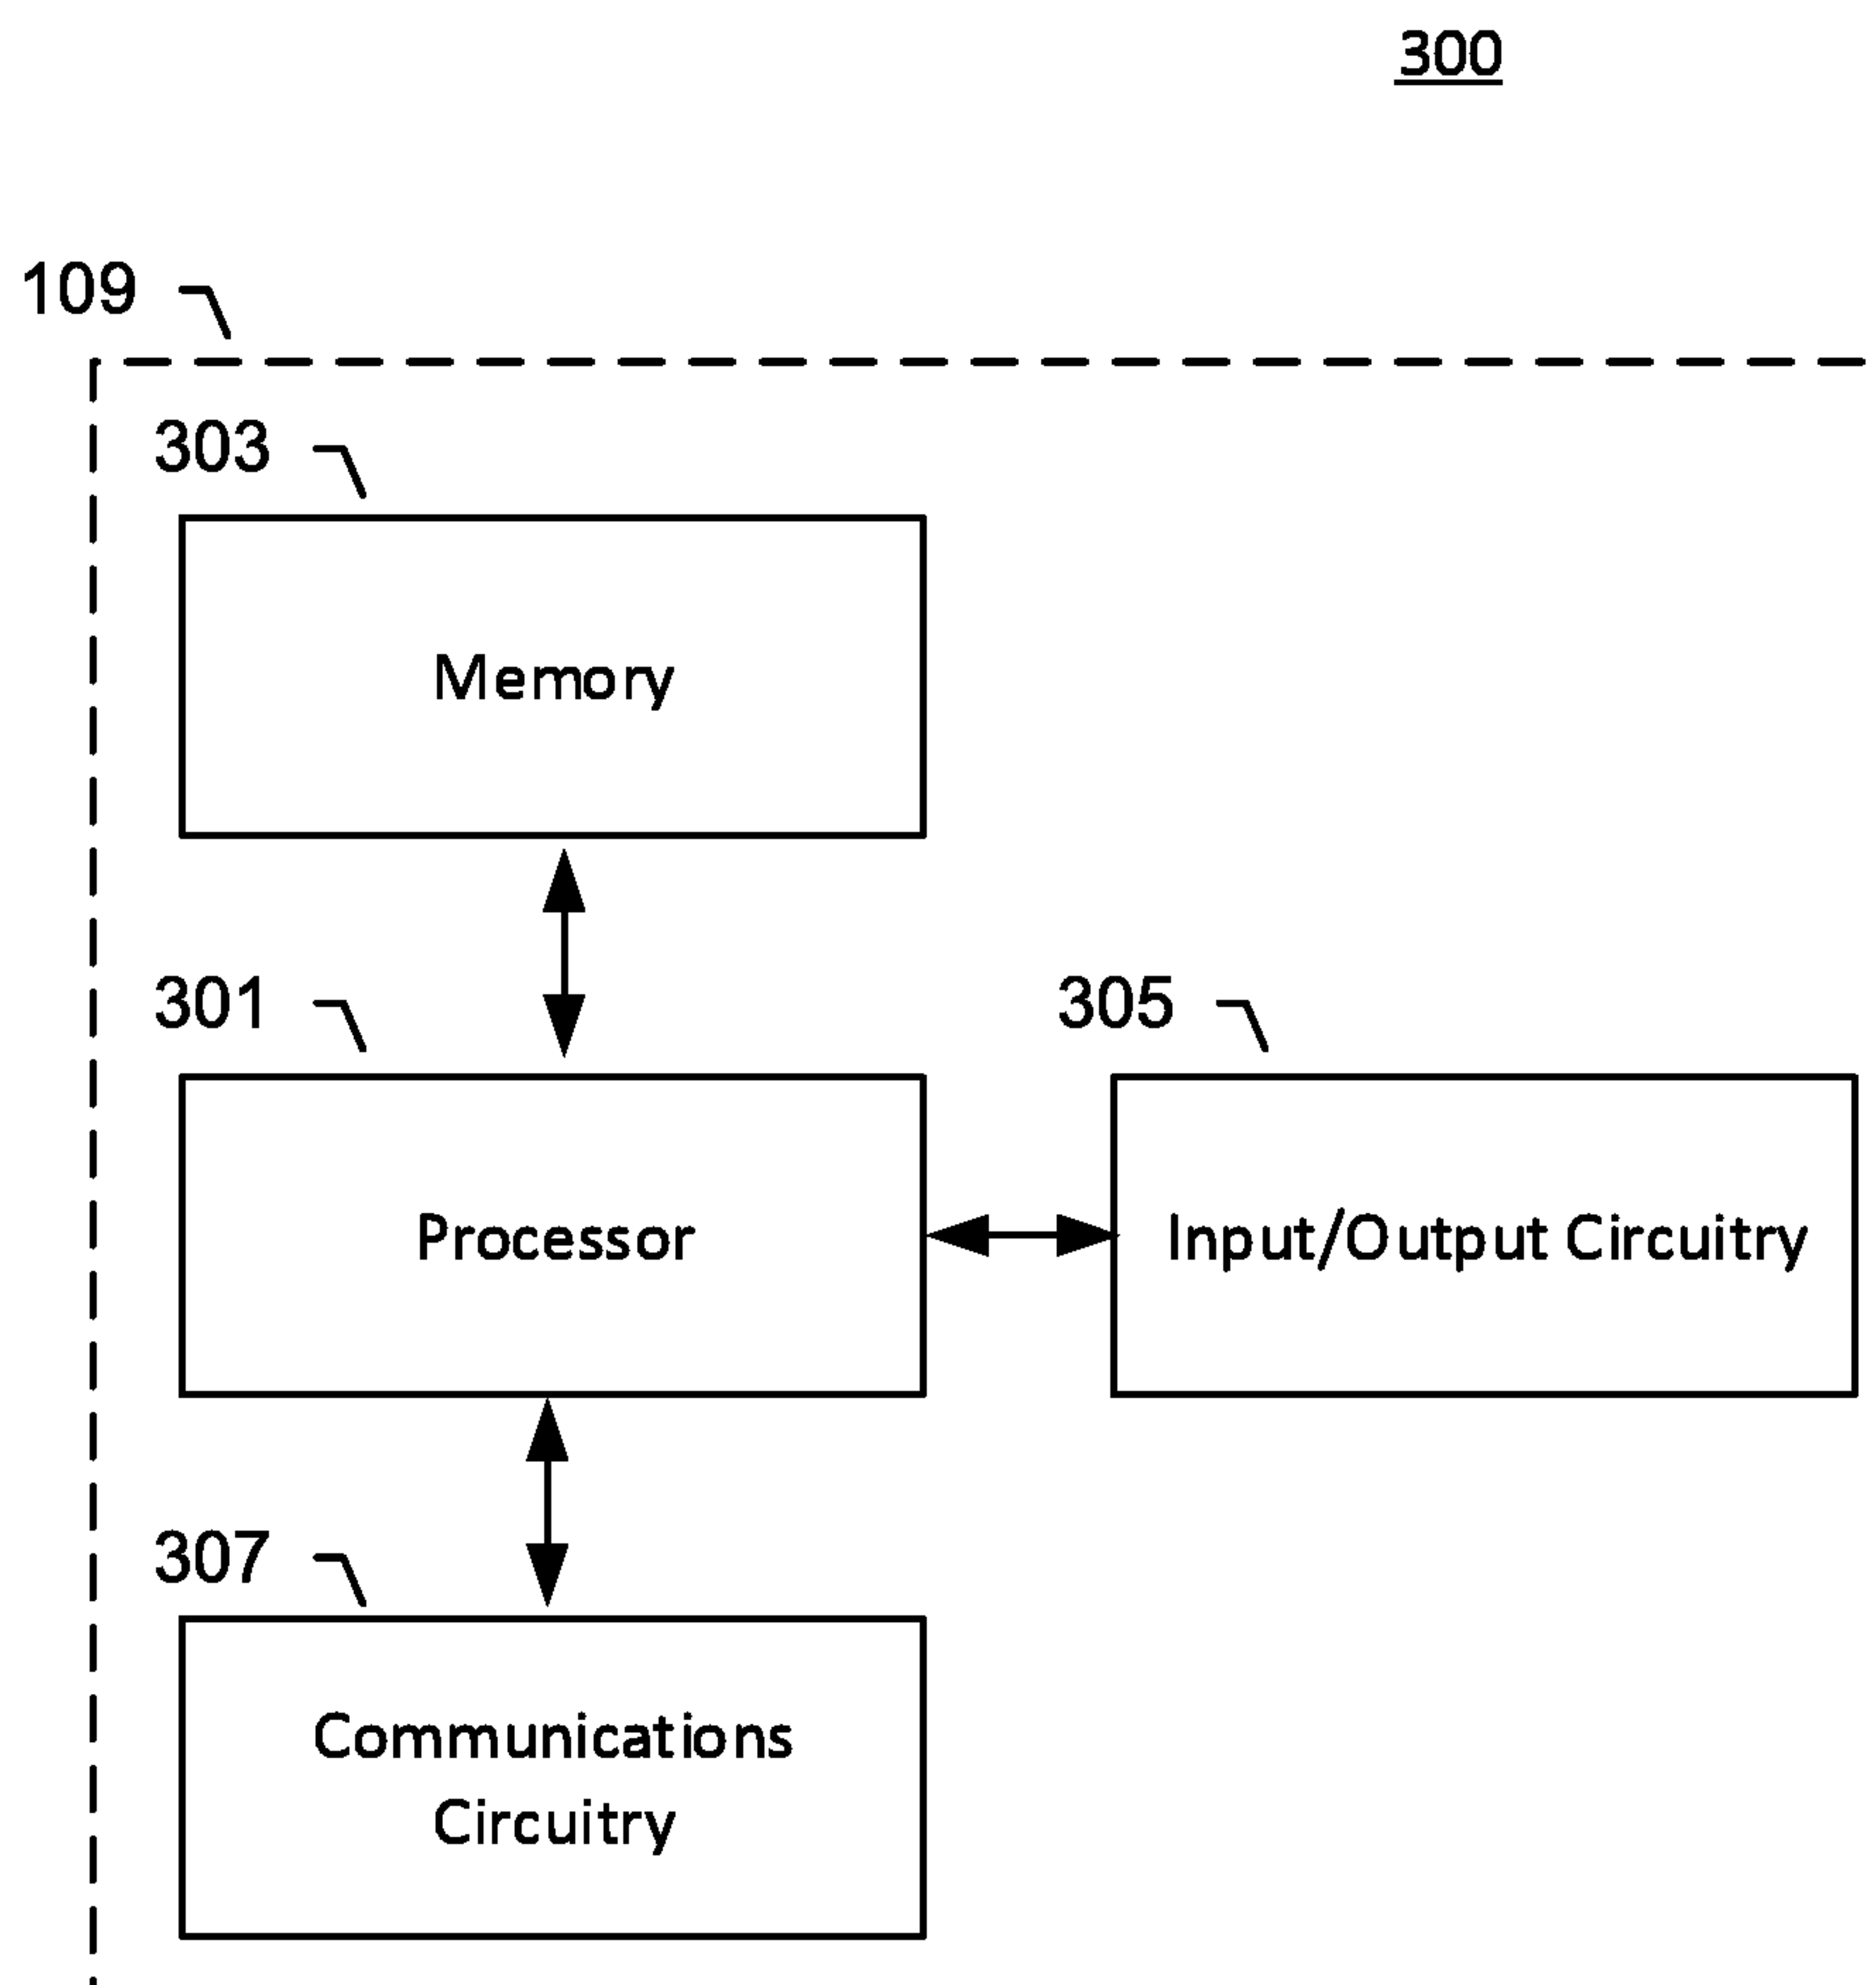 300
109
303
Memory
301
305
Processor
Input/Output Circuitry
307
Communications
Circuitry